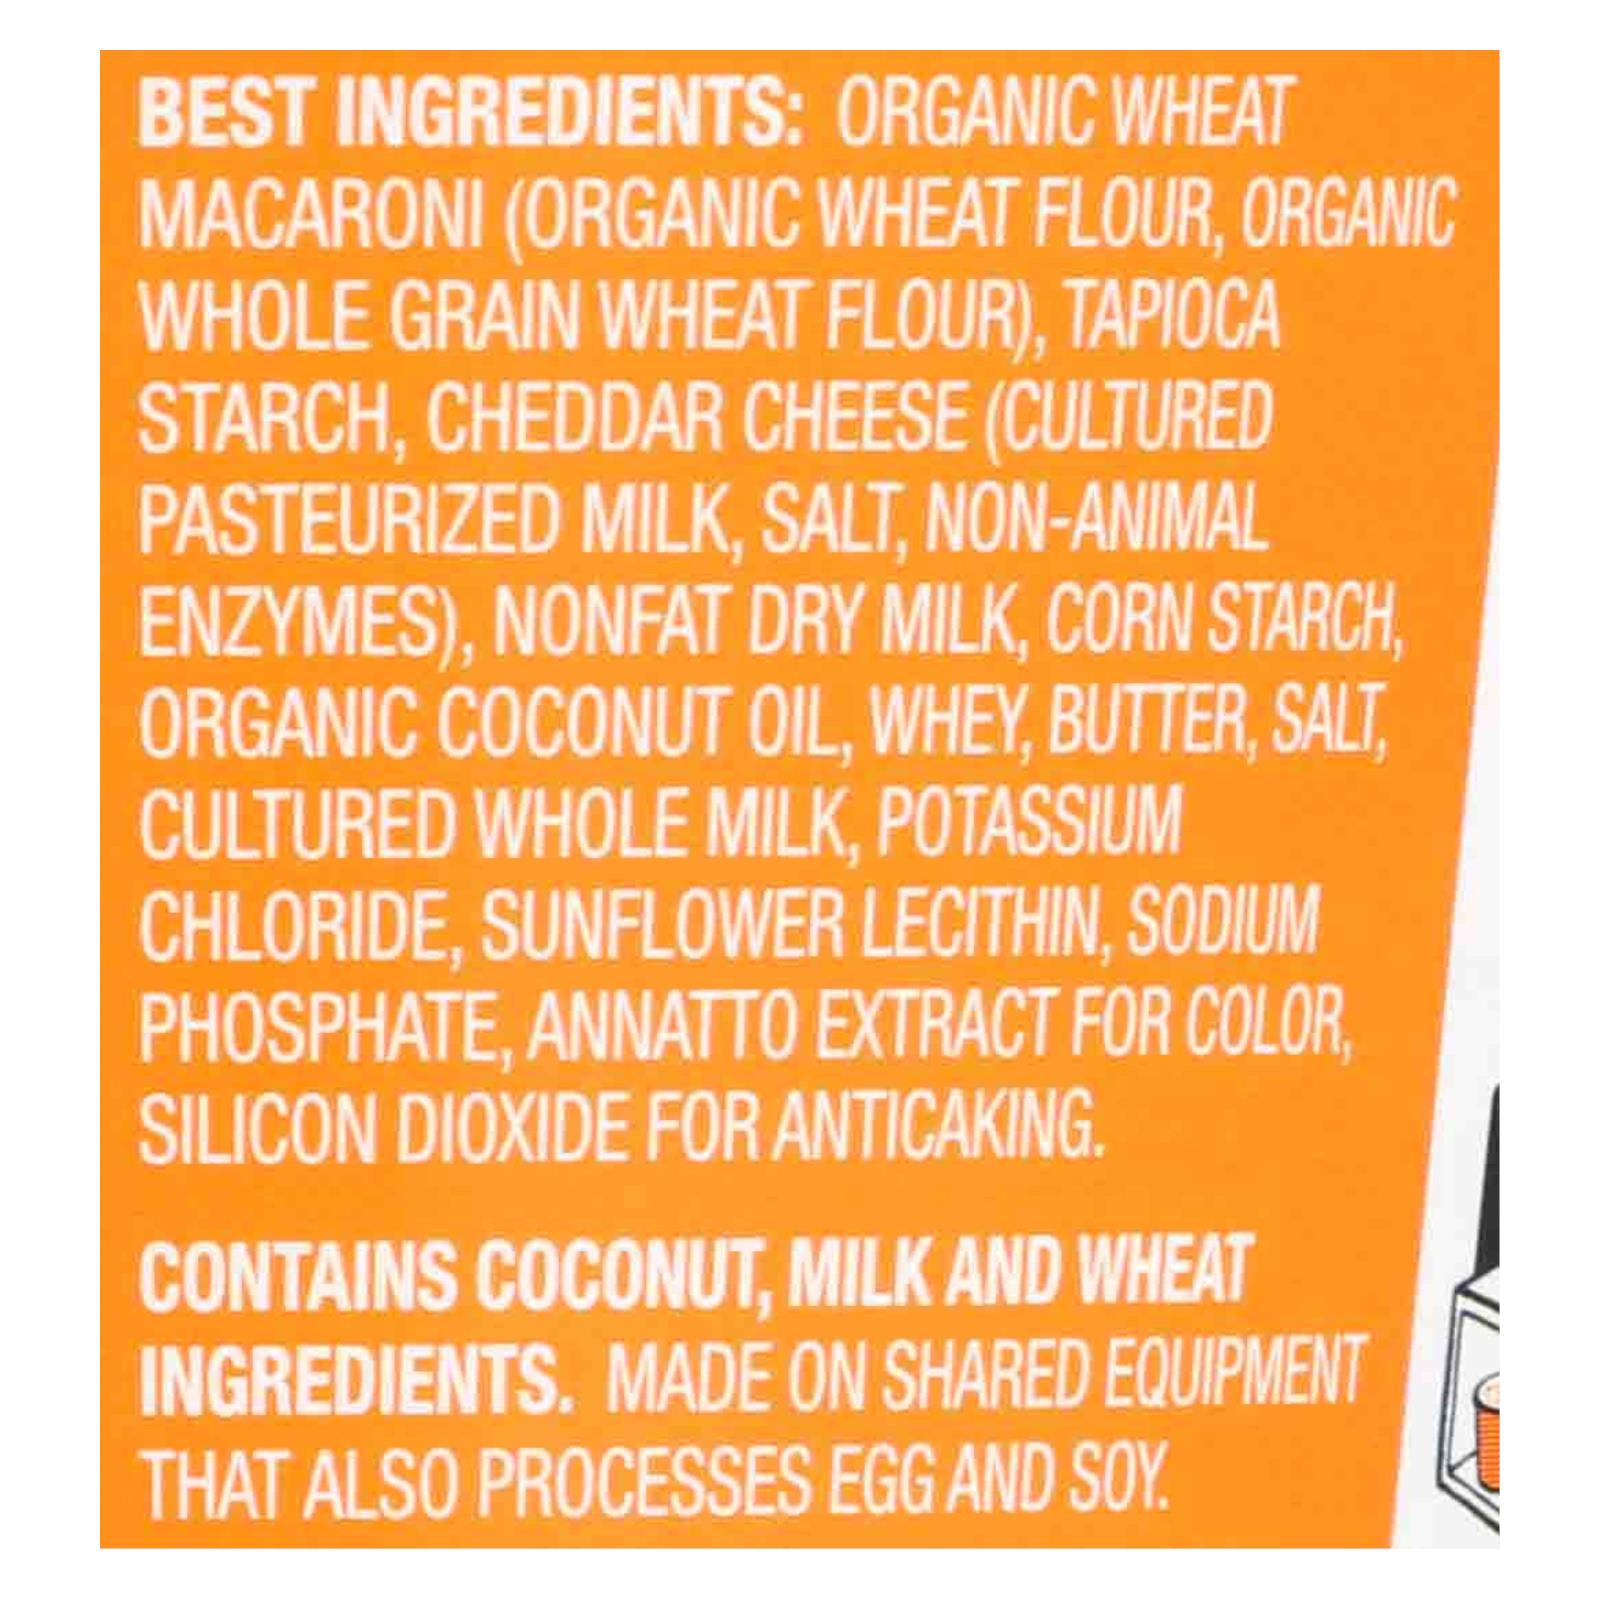 BEST INGREDIENTS: ORGANIC WHEAT
MACARONI (ORGANIC WHEAT FLOUR, ORGANIC
WHOLE GRAIN WHEAT FLOUR), TAPIOCA
STARCH, CHEDDAR CHEESE (CULTURED
PASTEURIZED MILK, SALT, NON-ANIMAL
ENZYMES), NONFAT DRY MILK, CORN STARCH,
ORGANIC COCONUT OIL, WHEY, BUTTER, SALT,
CULTURED WHOLE MILK, POTASSIUM
CHLORIDE, SUNFLOWER LECITHIN, SODIUM
PHOSPHATE, ANNATTO EXTRACT FOR COLOR,
SILICON DIOXIDE FOR ANTICAKING.
CONTAINS COCONUT, MILK AND WHEAT
INGREDIENTS. MADE ON SHARED EQUIPMENT
THAT ALSO PROCESSES EGG AND SOY.